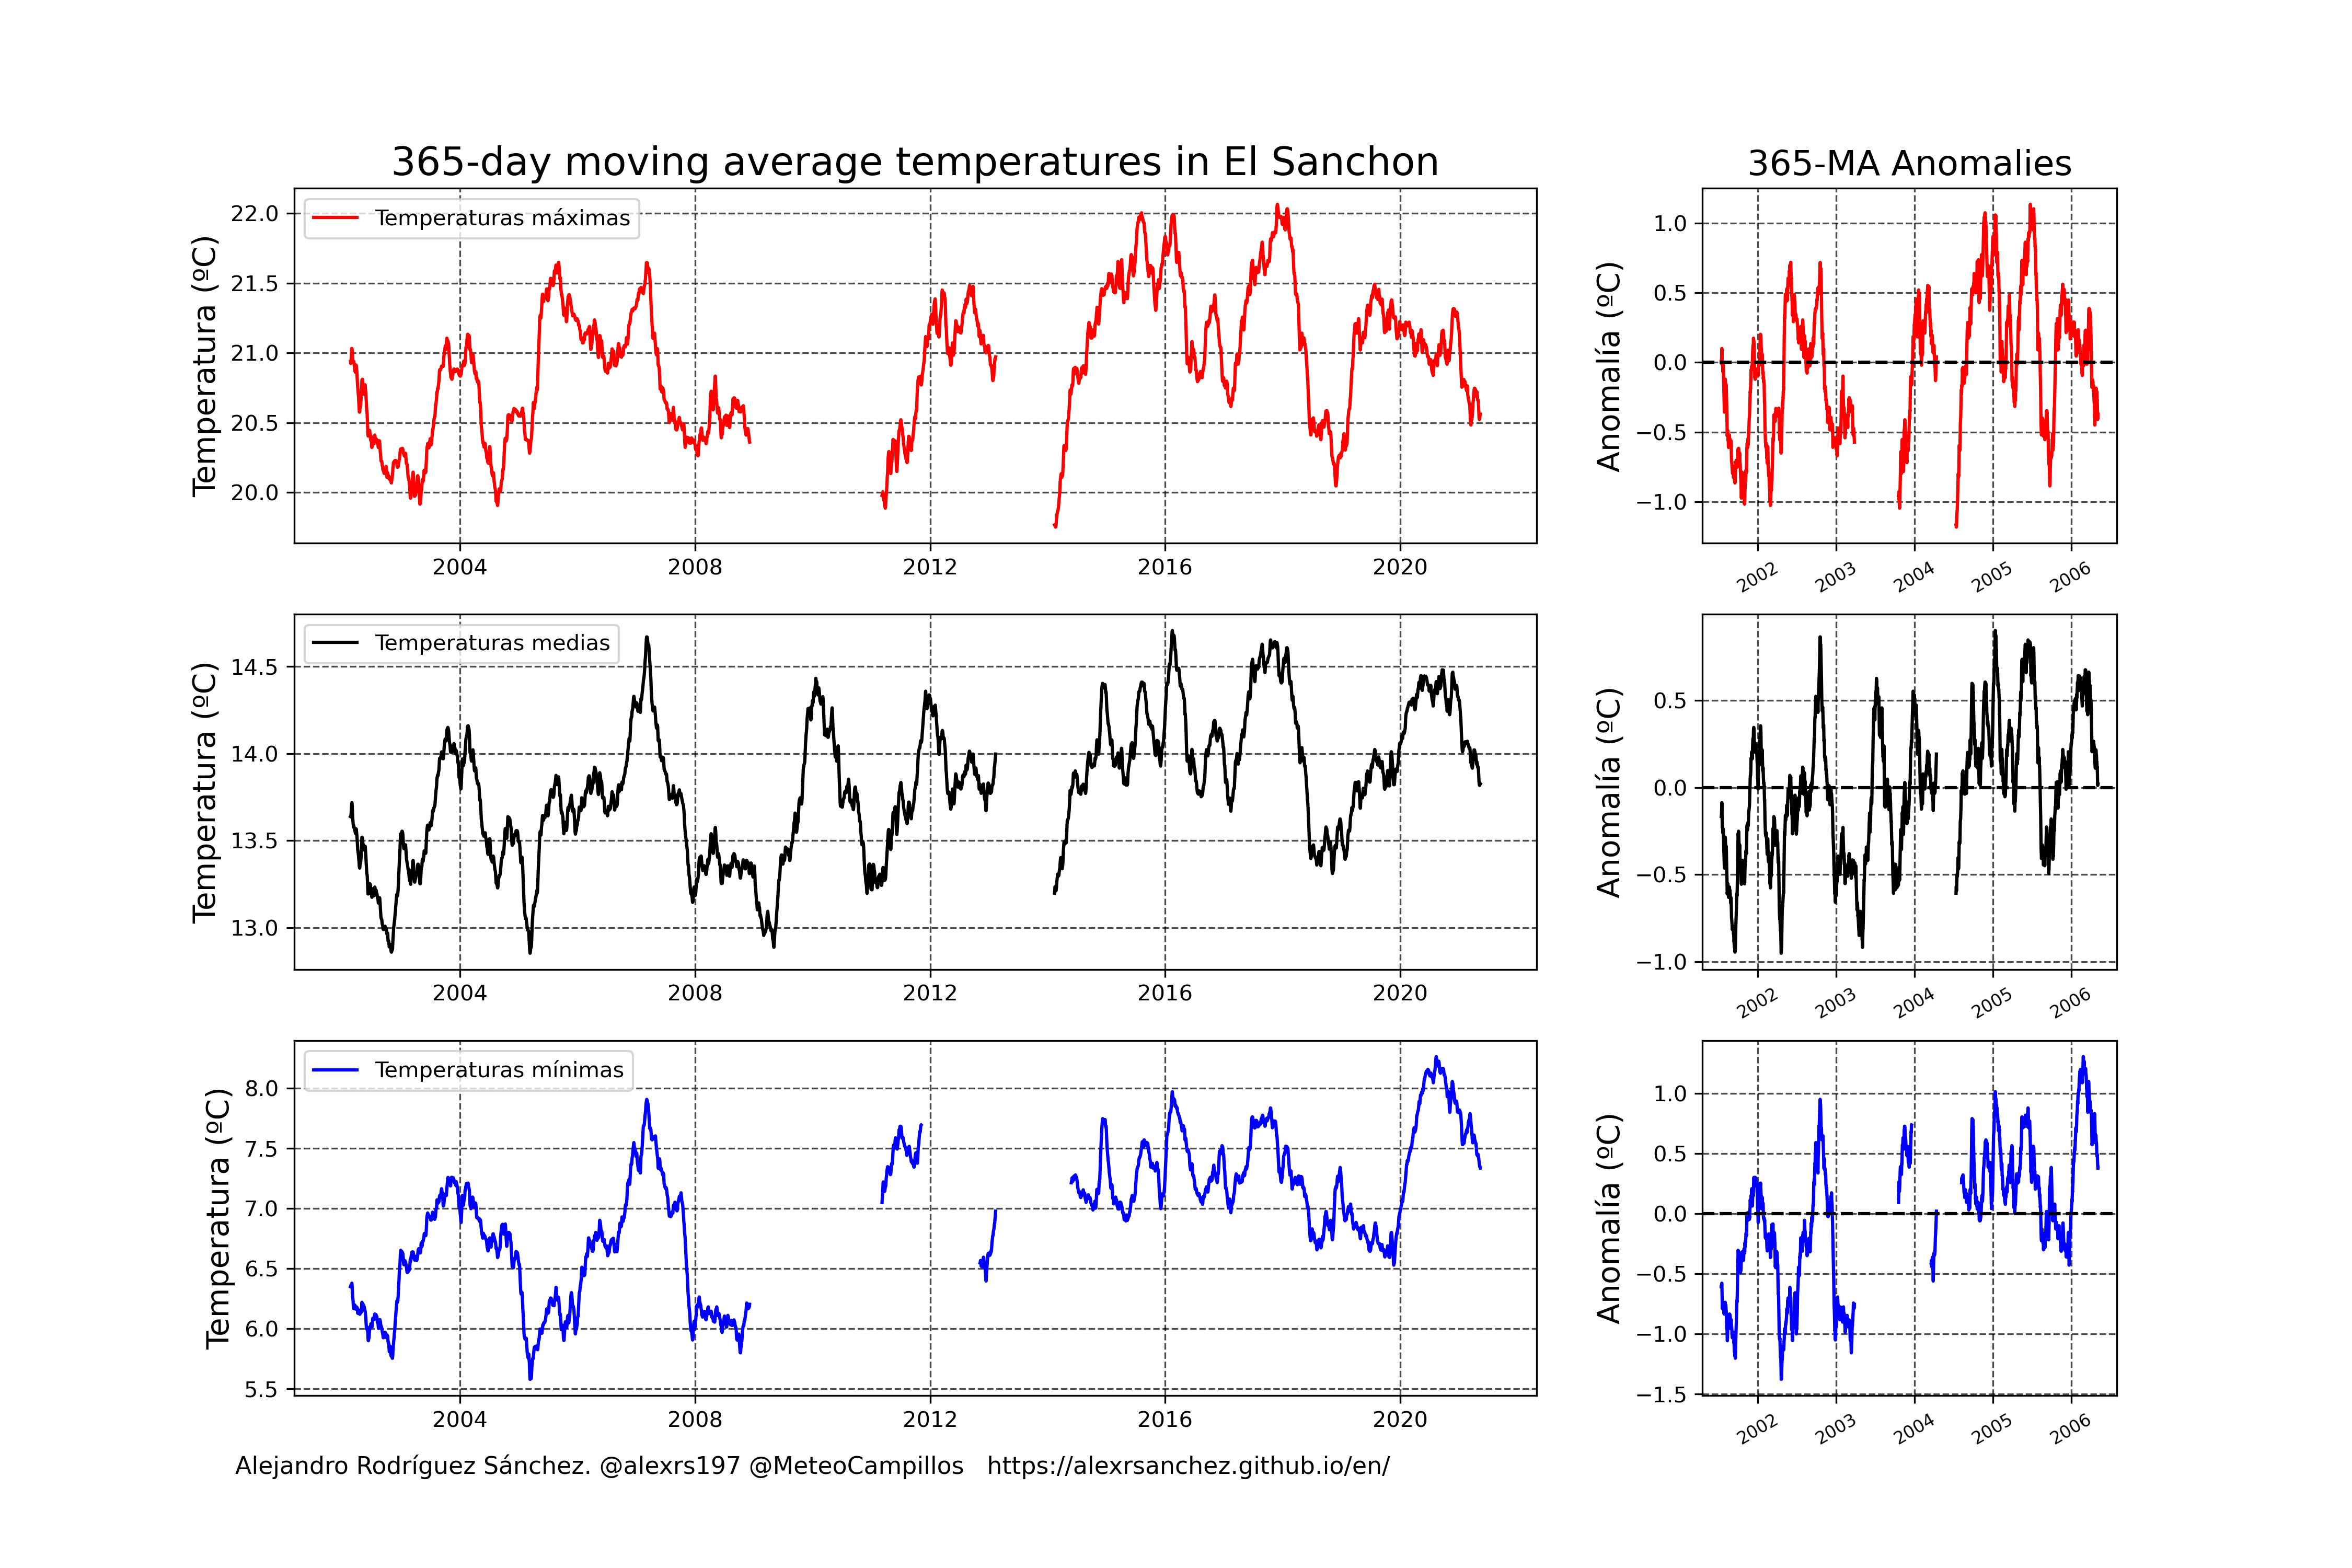 365-day moving average temperatures in El Sanchon
365-MA Anomalies
Temperatura (ºC)
22.0
21.5
21.0
20.5
20.0
Temperaturas máximas
2004 2008 2012 2016 2020
Anomalía (ºC)
1.0
0.5
0.0
−0.5
−1.0
2002 2003 2004 2005 2006
Temperatura (ºC)
14.5
14.0
13.5
13.0
Temperaturas medias
2004 2008 2012 2016 2020
Anomalía (ºC)
0.5
0.0
−0.5
−1.0
2002 2003 2004 2005 2006
Temperatura (ºC)
8.0
7.5
7.0
6.5
6.0
5.5
Temperaturas mínimas
2004 2008 2012 2016 2020
Anomalía (ºC)
1.0
0.5
0.0
−0.5
−1.0
−1.5
2002 2003 2004 2005 2006
Alejandro Rodríguez Sánchez. @alexrs197 @MeteoCampillos https://alexrsanchez.github.io/en/